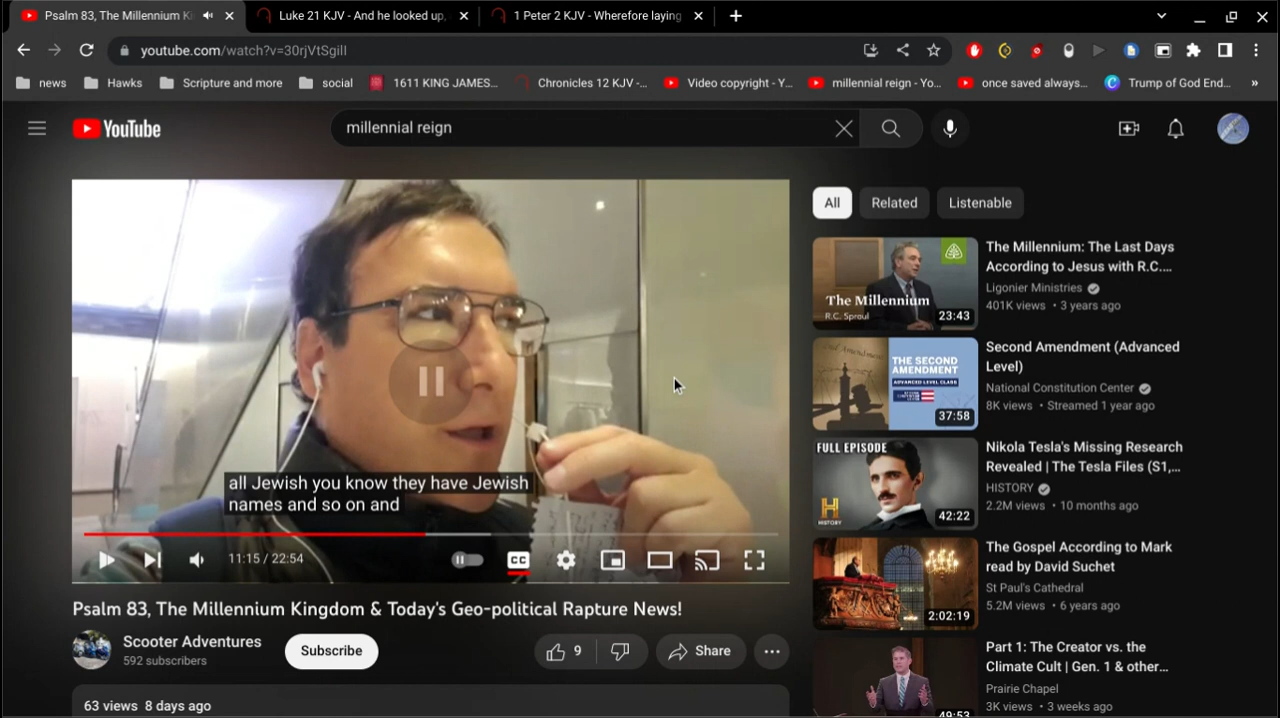 Psalm 83, The Millennium Ki
Luke 21 KJV - And he looked up,
1 Peter 2 KJV - Wherefore laying
youtube.com/watch?v=30rjVtSgilI
news
Hawks
Scripture and more
social
1611 KING JAMES...
Chronicles 12 KJV -...
Video copyright - Y...
millennial reign - Yo...
once saved always...
Trump of God End...
»
YouTube
millennial reign
all Jewish you know they have Jewish
names and so on and
11:15 / 22:54
CC
Psalm 83, The Millennium Kingdom & Today's Geo-political Rapture News!
Scooter Adventures
592 subscribers
Subscribe
9
Share
63 views 8 days ago
All
Related
Listenable
The Millennium
R.C. Sproul
23:43
The Millennium: The Last Days
According to Jesus with R.C....
Ligonier Ministries
401K views • 3 years ago
THE SECOND
AMENDMENT
ADVANCED LEVEL CLASS
37:58
Second Amendment (Advanced
Level)
National Constitution Center
8K views • Streamed 1 year ago
FULL EPISODE
H
HISTORY
42:22
Nikola Tesla's Missing Research
Revealed | The Tesla Files (S1,...
HISTORY
2.2M views • 10 months ago
2:02:19
The Gospel According to Mark
read by David Suchet
St Paul's Cathedral
5.2M views • 6 years ago
49:53
Part 1: The Creator vs. the
Climate Cult | Gen. 1 & other...
Prairie Chapel
3K views • 3 weeks ago